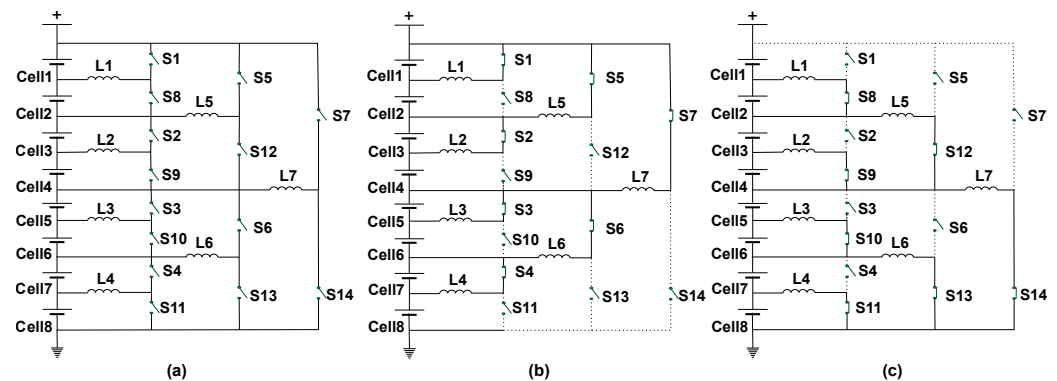 +
S1
L1
Cell1
S5
S8
L5
Cell2
S7
S2
L2
Cell3
S12
S9
L7
Cell4
S3
L3
Cell5
S6
S10
L6
Cell6
S4
L4
Cell7
S13
S14
S11
Cell8
(a)
+
S1
L1
Cell1
S5
S8
L5
Cell2
S7
S2
L2
Cell3
S12
S9
L7
Cell4
S3
L3
Cell5
S6
S10
L6
Cell6
S4
L4
Cell7
S13
S14
S11
Cell8
(b)
+
S1
L1
Cell1
S5
S8
L5
Cell2
S7
S2
L2
Cell3
S12
S9
L7
Cell4
S3
L3
Cell5
S6
S10
L6
Cell6
S4
L4
Cell7
S13
S14
S11
Cell8
(c)